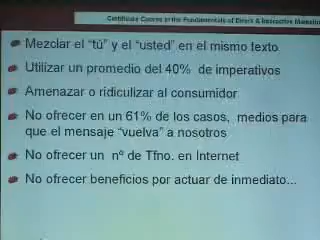 Certificate Course in the Fundamentals of Direct & Interactive Marketing
Mezclar el "tú" y el "usted" en el mismo texto
Utilizar un promedio del 40% de imperativos
Amenazar o ridiculizar al consumidor
No ofrecer en un 61% de los casos, medios para
que el mensaje "vuelva" a nosotros
No ofrecer un nº de Tfno. en Internet
No ofrecer beneficios por actuar de inmediato...